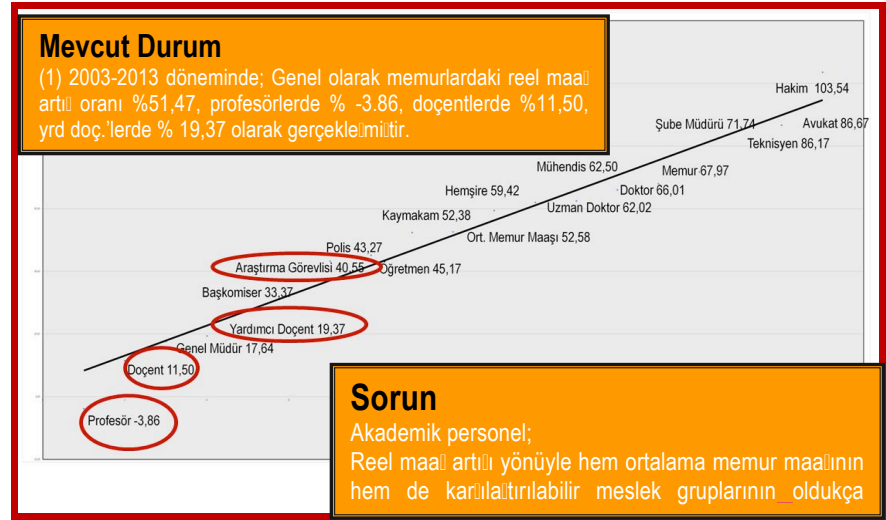 Mevcut Durum
(1) 2003-2013 döneminde; Genel olarak memurlardaki reel maa▯
artı▯ oranı %51,47, profesörlerde % -3.86, doçentlerde %11,50,
yrd doç.'lerde % 19,37 olarak gerçekle▯mi▯tir.
Hakim 103,54
Şube Müdürü 71,74
Avukat 86,67
Teknisyen 86,17
Mühendis 62,50
Memur 67,97
Hemşire 59,42
Doktor 66,01
Kaymakam 52,38
Uzman Doktor 62,02
Ort. Memur Maaşı 52,58
Polis 43,27
Araştırma Görevlisi 40,55
Öğretmen 45,17
Başkomiser 33,37
Yardımcı Doçent 19,37
Genel Müdür 17,64
Doçent 11,50
Profesör -3,86
Sorun
Akademik personel;
Reel maa▯ artı▯ı yönüyle hem ortalama memur maa▯ının
hem de kar▯ıla▯tırılabilir meslek gruplarının oldukça